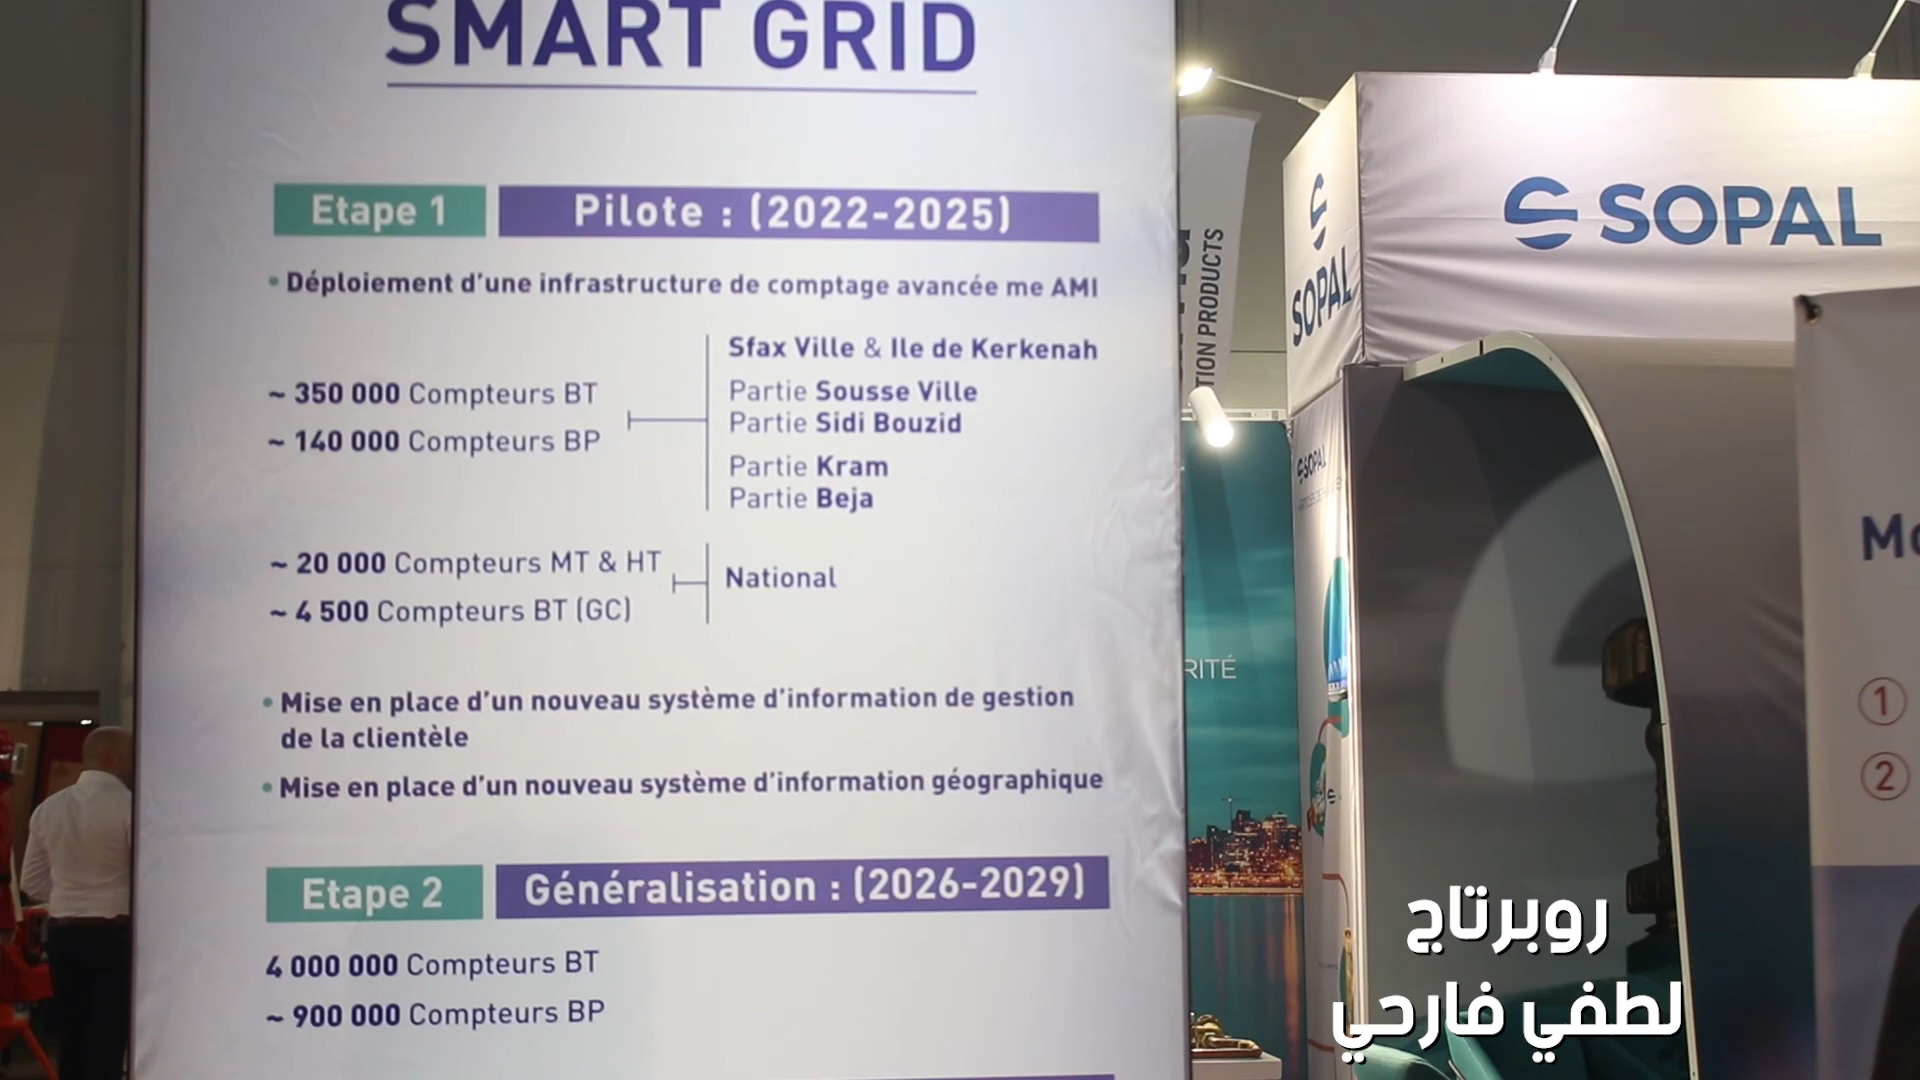 SMART GRID
Etape 1
Pilote : (2022-2025)
• Déploiement d'une infrastructure de comptage avancée me AMI
~ 350 000 Compteurs BT
~ 140 000 Compteurs BP
Sfax Ville & Ile de Kerkenah
Partie Sousse Ville
Partie Sidi Bouzid
Partie Kram
Partie Beja
~ 20 000 Compteurs MT & HT
~ 4 500 Compteurs BT (GC)
National
• Mise en place d'un nouveau système d'information de gestion
de la clientèle
• Mise en place d'un nouveau système d'information géographique
Etape 2
Généralisation : (2026-2029)
4 000 000 Compteurs BT
~ 900 000 Compteurs BP
PRODUCTS
SOPAL
SOPAL
SOPAL
1
2
روبرتاج
لطفي فارحي